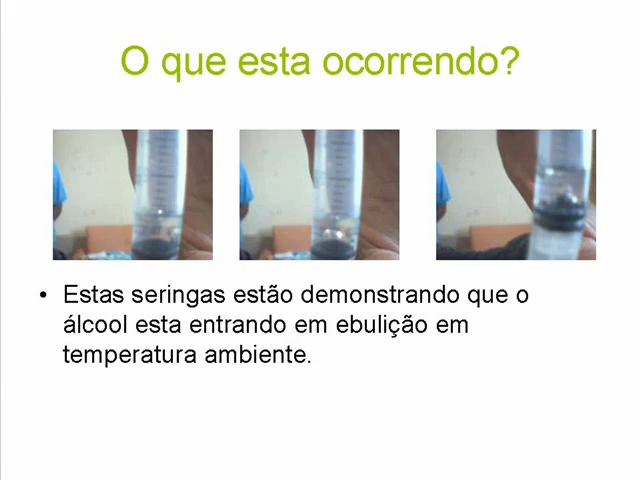 O que esta ocorrendo?
• Estas seringas estão demonstrando que o
álcool esta entrando em ebulição em
temperatura ambiente.